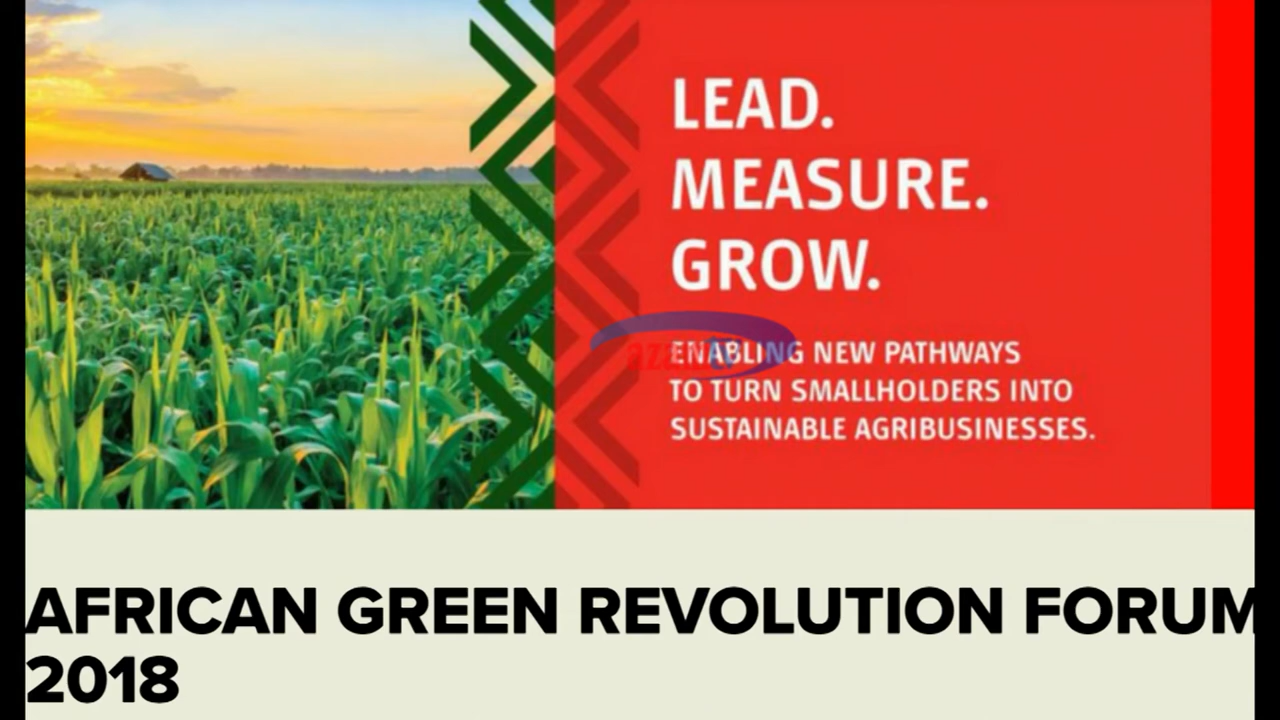 LEAD.
MEASURE.
GROW.
ENABLING NEW PATHWAYS
TO TURN SMALLHOLDERS INTO
SUSTAINABLE AGRIBUSINESSES.
AFRICAN GREEN REVOLUTION FORUM
2018